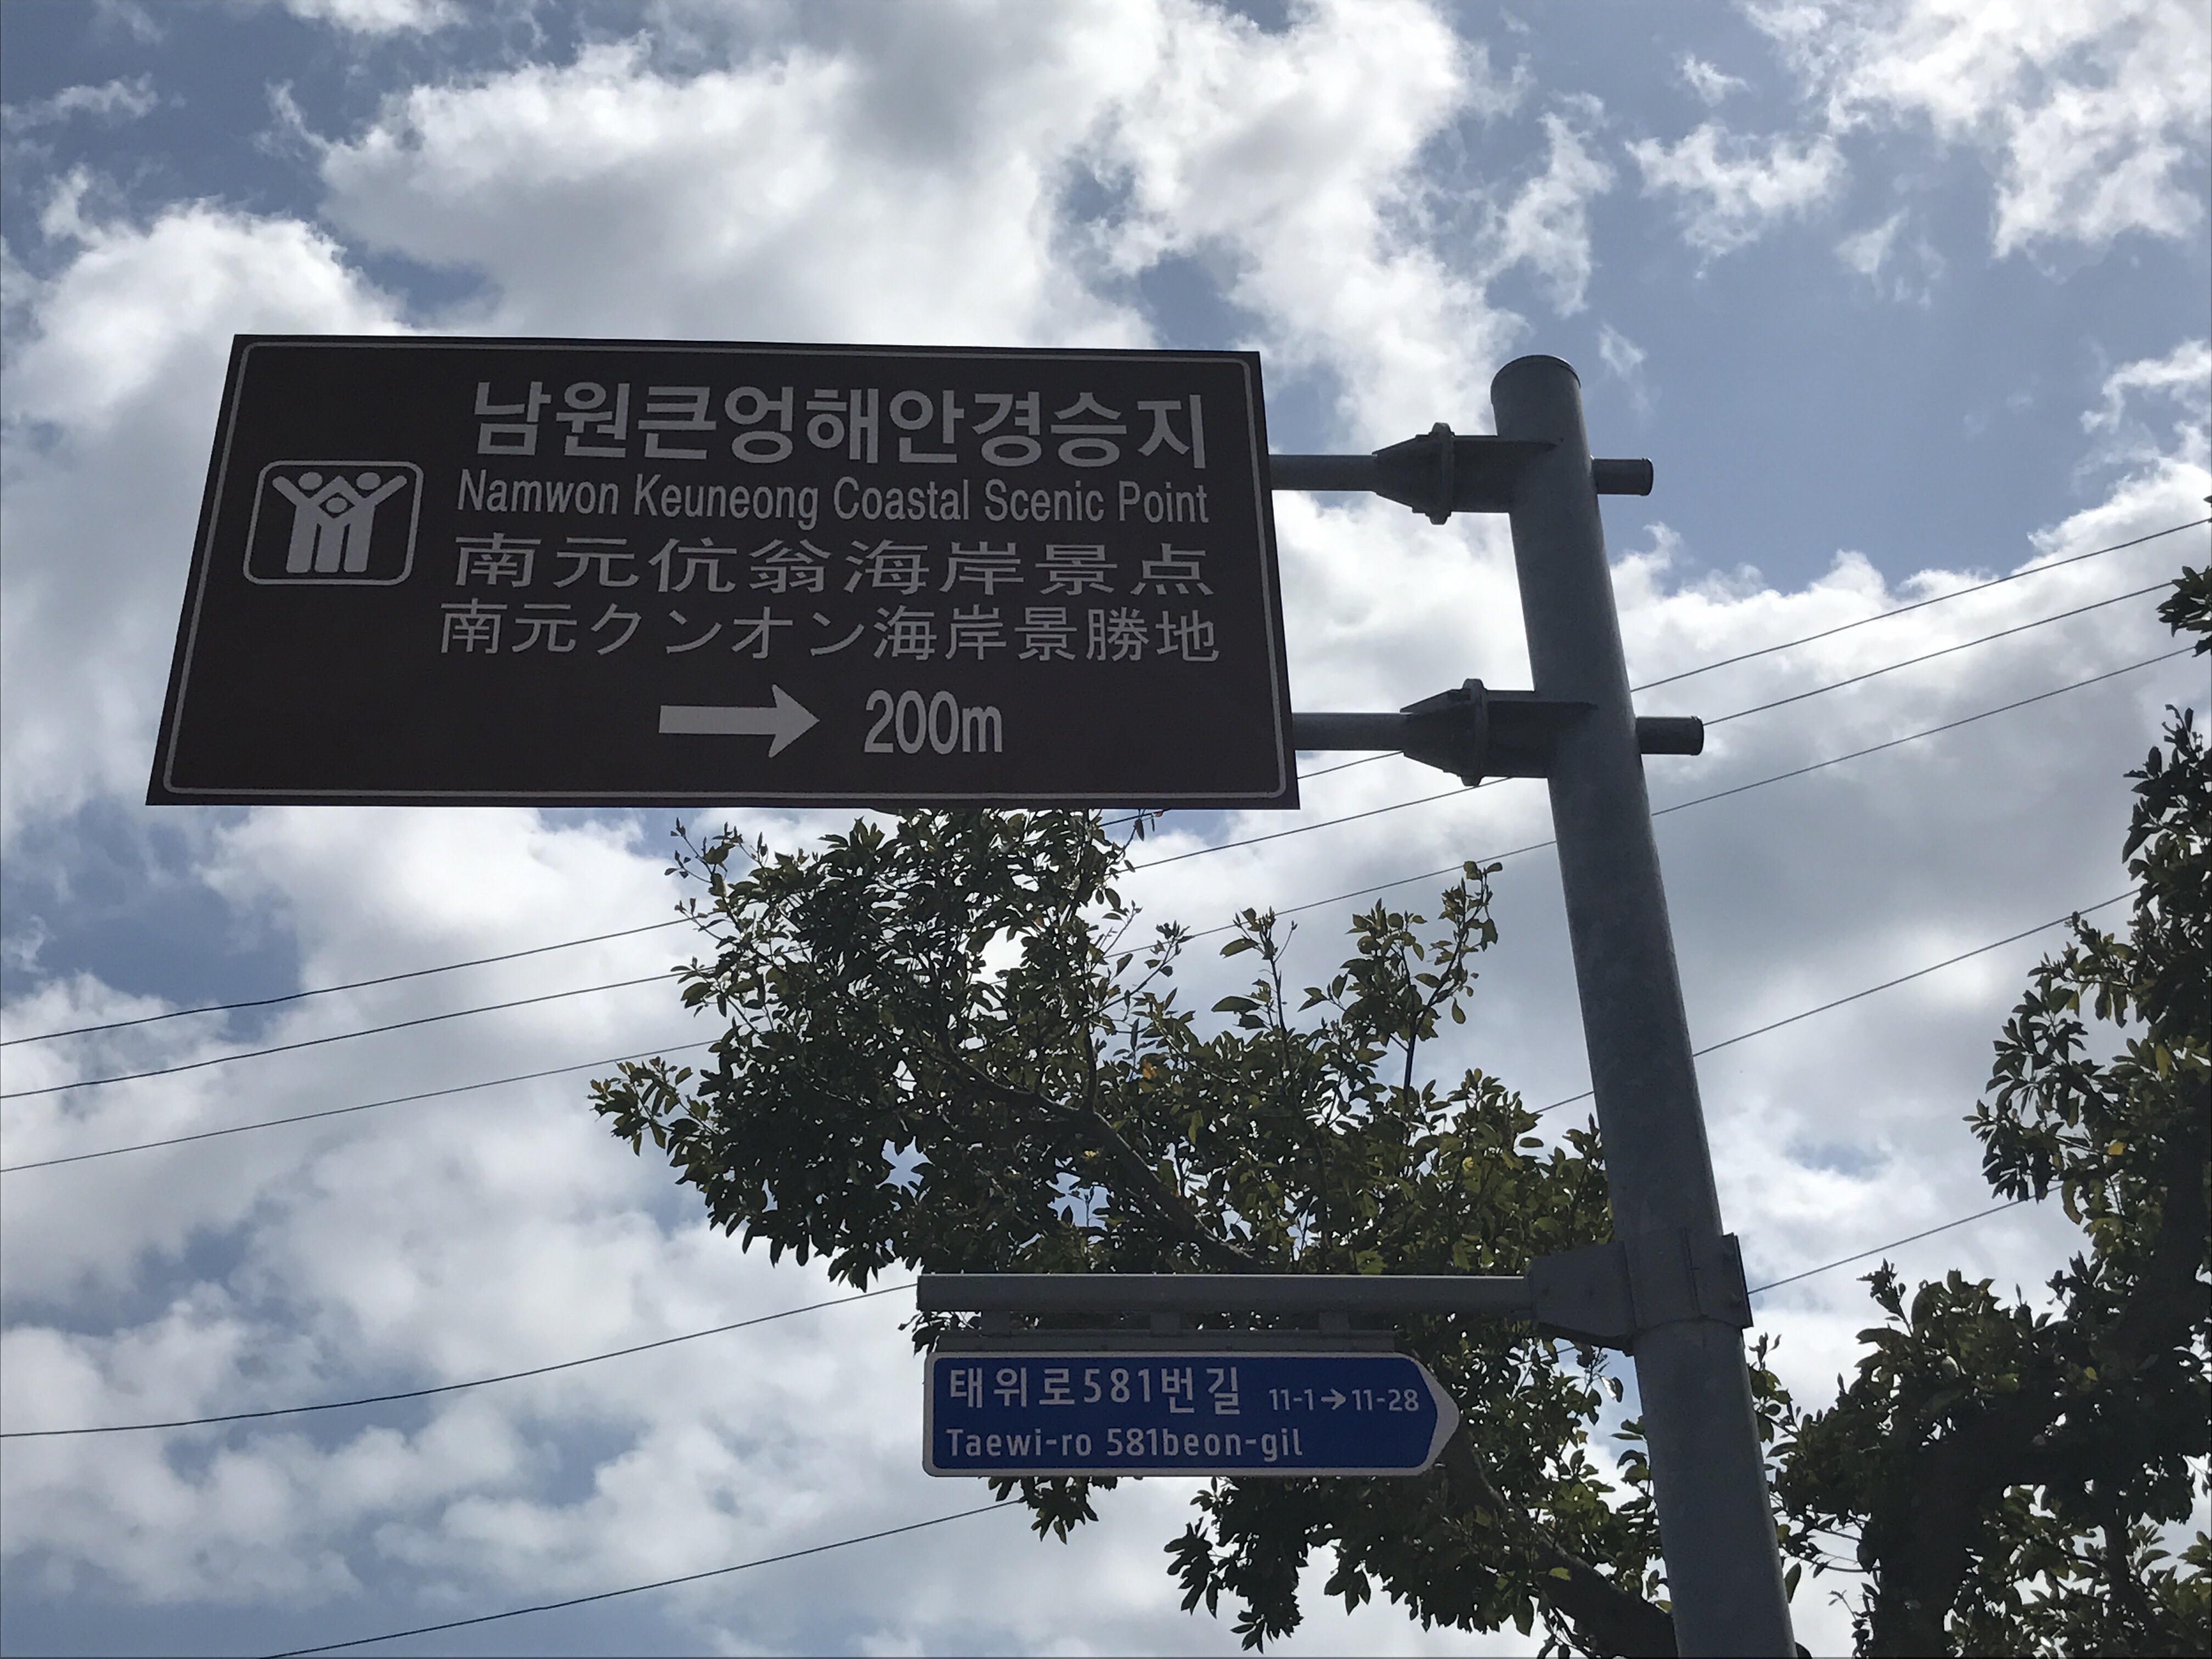 남원큰엉해안경승지
Namwon Keuneong Coastal Scenic Point
南元伉翁海岸景点
南元クンオン海岸景勝地
→ 200m
태위로581번길 11-1→11-28
Taewi-ro 581beon-gil